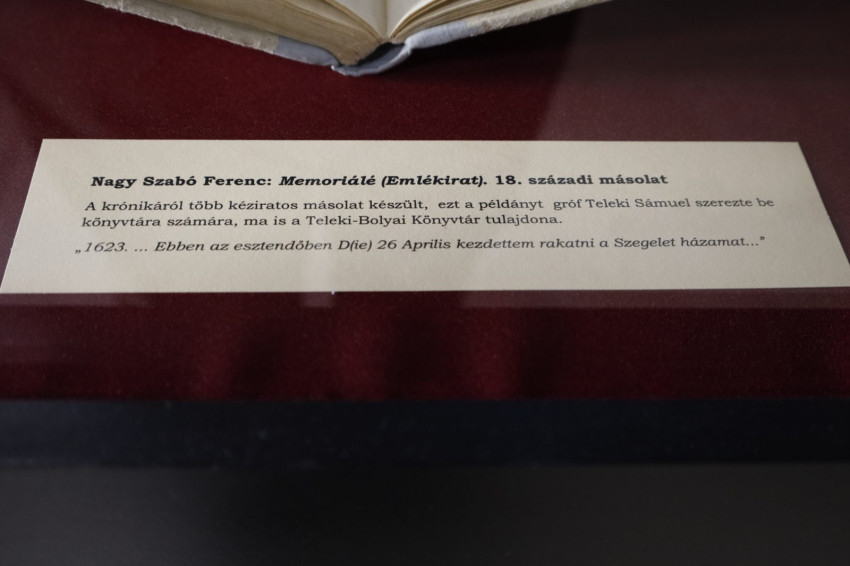 Nagy Szabó Ferenc: Memoriálé (Emlékirat). 18. századi másolat
A krónikáról több kéziratos másolat készült, ezt a példányt gróf Teleki Sámuel szerezte be
könyvtára számára, ma is a Teleki-Bolyai Könyvtár tulajdona.
„1623. ... Ebben az esztendőben D(ie) 26 Aprilis kezdettem rakatni a Szegelet házamat...”